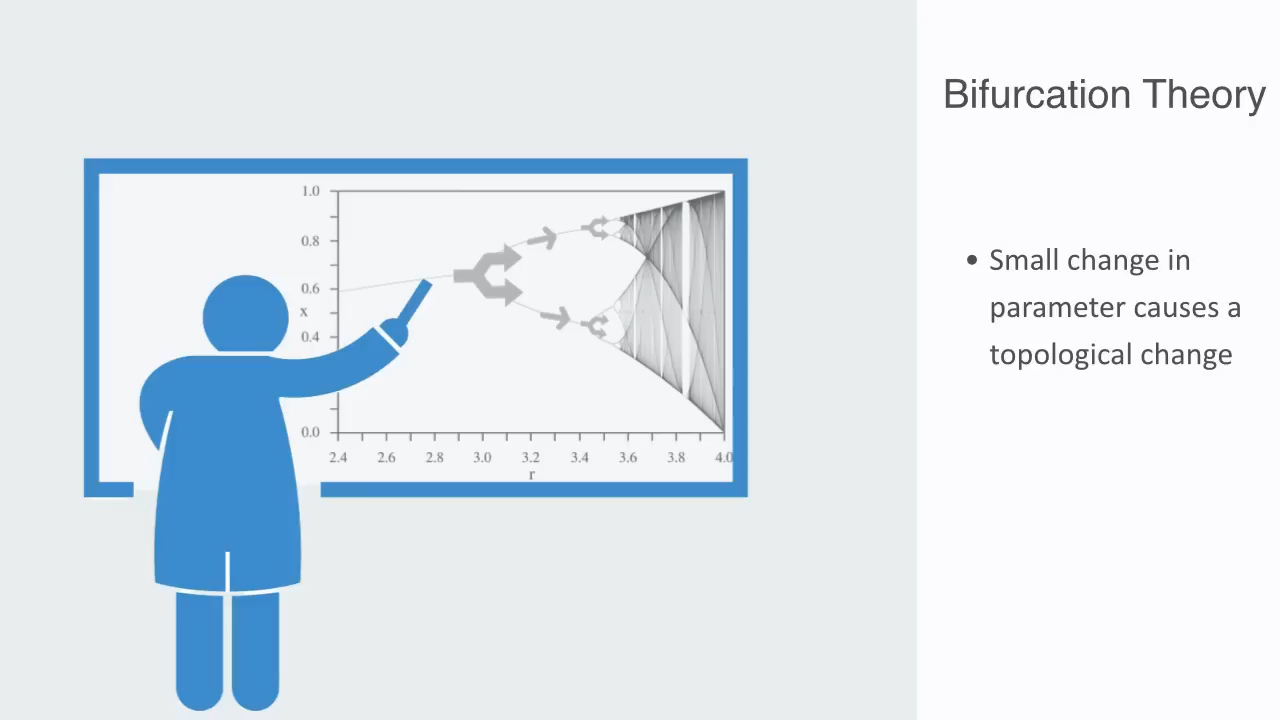 Bifurcation Theory
• Small change in
parameter causes a
topological change
1.0
0.8
0.6
x
0.4
0.0
2.4 2.6 2.8 3.0 3.2 3.4 3.6 3.8 4.0
r